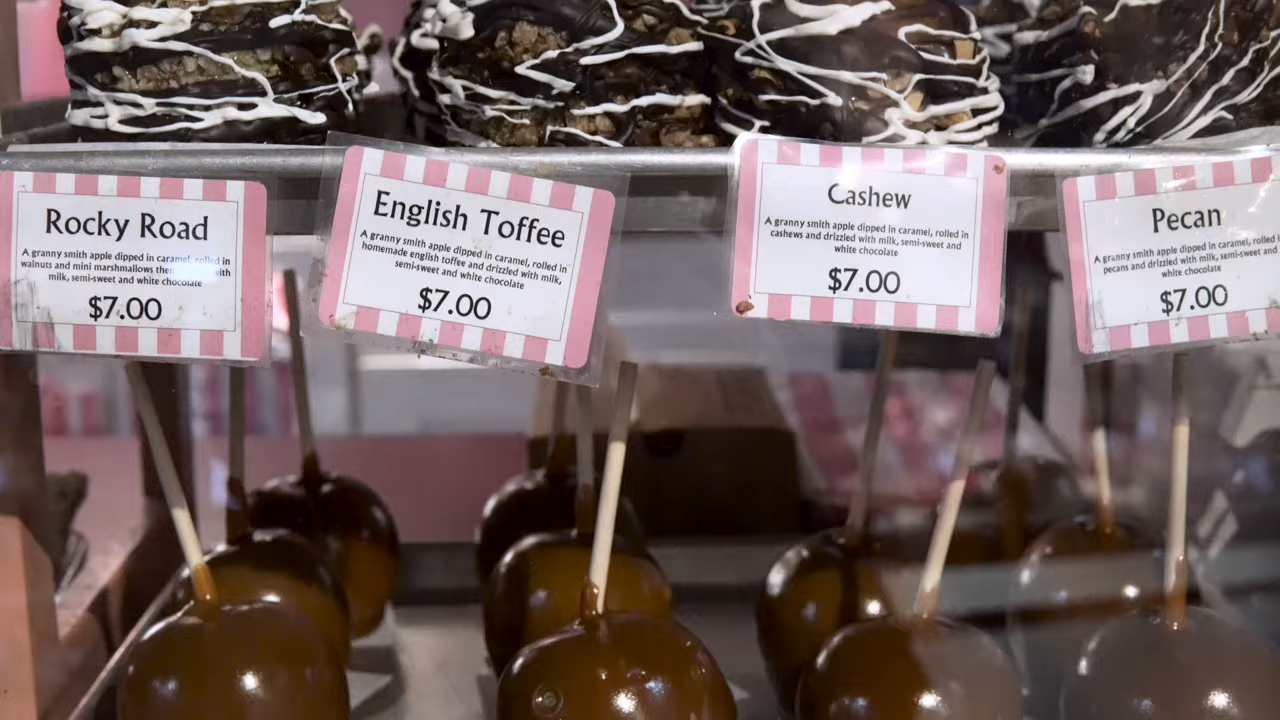 Rocky Road
A granny smith apple dipped in caramel, rolled in
walnuts and mini marshmallows then with
milk, semi-sweet and white chocolate
$7.00
English Toffee
A granny smith apple dipped in caramel, rolled in
homemade english toffee and drizzled with milk,
semi-sweet and white chocolate
$7.00
Cashew
A granny smith apple dipped in caramel, rolled in
cashews and drizzled with milk, semi-sweet and
white chocolate
$7.00
Pecan
A granny smith apple dipped in caramel, rolled in
pecans and drizzled with milk, semi-sweet and
white chocolate
$7.00